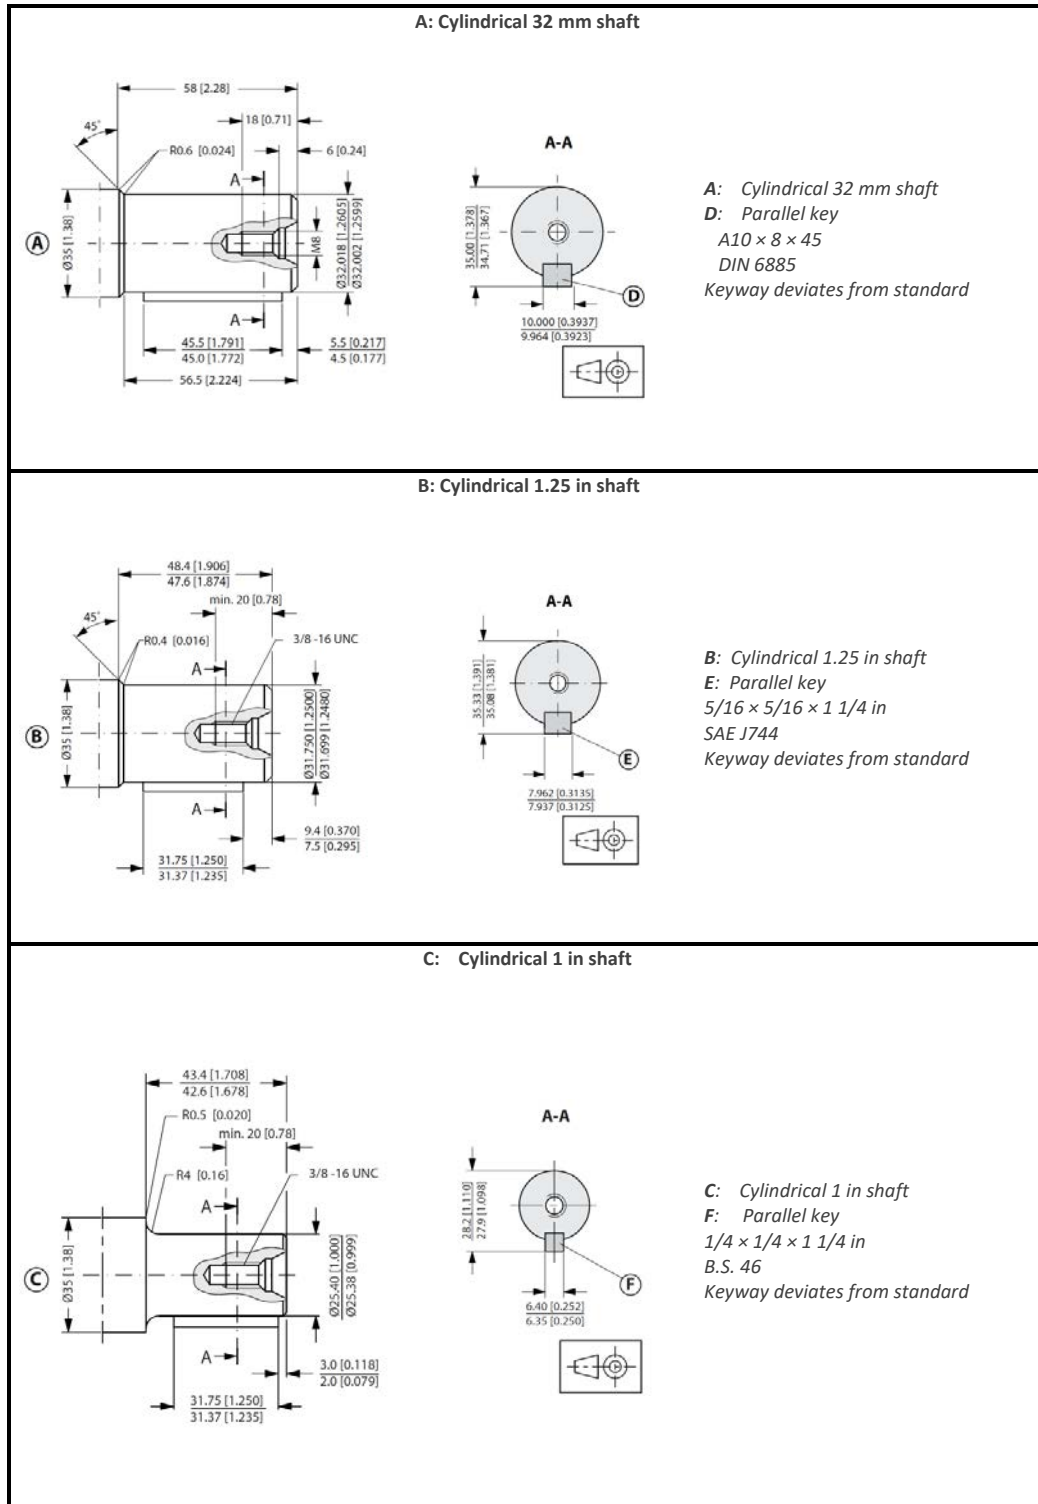 A: Cylindrical 32 mm shaft
58 [2.28]
18 [0.71]
45°
R0.6 [0.024]
6 [0.24]
A
A-A
Ø35 [1.38]
A
M8
Ø32.018 [1.2605]
Ø32.002 [1.2599]
35.00 [1.378]
34.71 [1.367]
D
A
45.5 [1.791]
45.0 [1.772]
5.5 [0.217]
4.5 [0.177]
56.5 [2.224]
10.000 [0.3937]
9.964 [0.3923]
A: Cylindrical 32 mm shaft
D: Parallel key
A10 × 8 × 45
DIN 6885
Keyway deviates from standard
B: Cylindrical 1.25 in shaft
48.4 [1.906]
47.6 [1.874]
min. 20 [0.78]
45°
R0.4 [0.016]
3/8 -16 UNC
A
A-A
Ø35 [1.38]
B
Ø31.750 [1.2500]
Ø31.699 [1.2480]
35.33 [1.391]
35.08 [1.381]
E
A
9.4 [0.370]
7.5 [0.295]
31.75 [1.250]
31.37 [1.235]
7.962 [0.3135]
7.937 [0.3125]
B: Cylindrical 1.25 in shaft
E: Parallel key
5/16 × 5/16 × 1 1/4 in
SAE J744
Keyway deviates from standard
C: Cylindrical 1 in shaft
43.4 [1.708]
42.6 [1.678]
R0.5 [0.020]
min. 20 [0.78]
R4 [0.16]
3/8 -16 UNC
A
A-A
Ø35 [1.38]
C
Ø25.40 [1.000]
Ø25.38 [0.999]
28.2 [1.110]
27.9 [1.098]
F
A
3.0 [0.118]
2.0 [0.079]
31.75 [1.250]
31.37 [1.235]
6.40 [0.252]
6.35 [0.250]
C: Cylindrical 1 in shaft
F: Parallel key
1/4 × 1/4 × 1 1/4 in
B.S. 46
Keyway deviates from standard